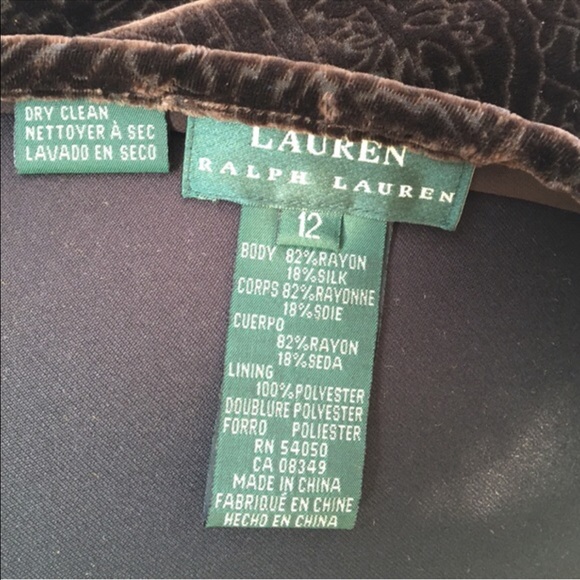 DRY CLEAN
NETTOYER À SEC
LAVADO EN SECO
LAUREN
RALPH LAUREN
12
BODY 82%RAYON
18%SILK
CORPS 82%RAYONNE
18%SOIE
CUERPO
82%RAYON
18%SEDA
LINING
100%POLYESTER
DOUBLURE POLYESTER
FORRO POLIESTER
RN 54050
CA 08349
MADE IN CHINA
FABRIQUÉ EN CHINE
HECHO EN CHINA